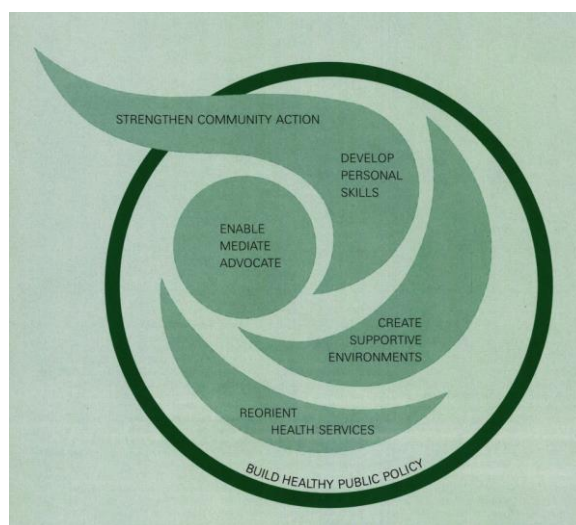 STRENGTHEN COMMUNITY ACTION
DEVELOP
PERSONAL
SKILLS
ENABLE
MEDIATE
ADVOCATE
CREATE
SUPPORTIVE
ENVIRONMENTS
REORIENT
HEALTH SERVICES
BUILD HEALTHY PUBLIC POLICY